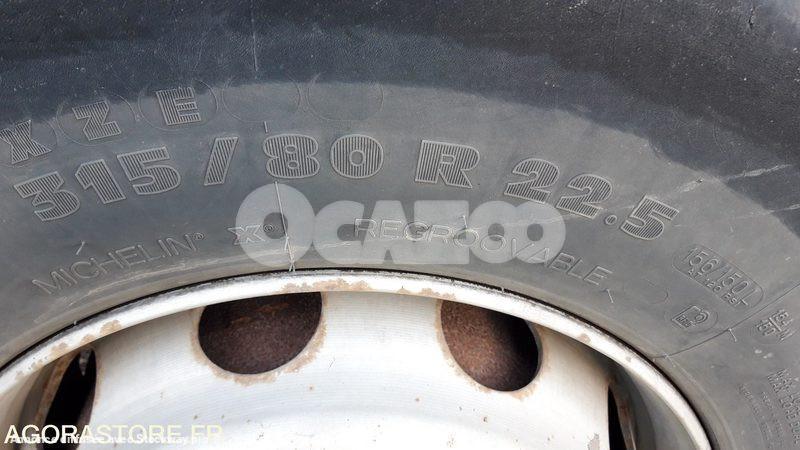 XZE
315/80 R 22.5
MICHELIN® X® REGROOVABLE
156/150L
OCAZOO
AGORASTORE.FR